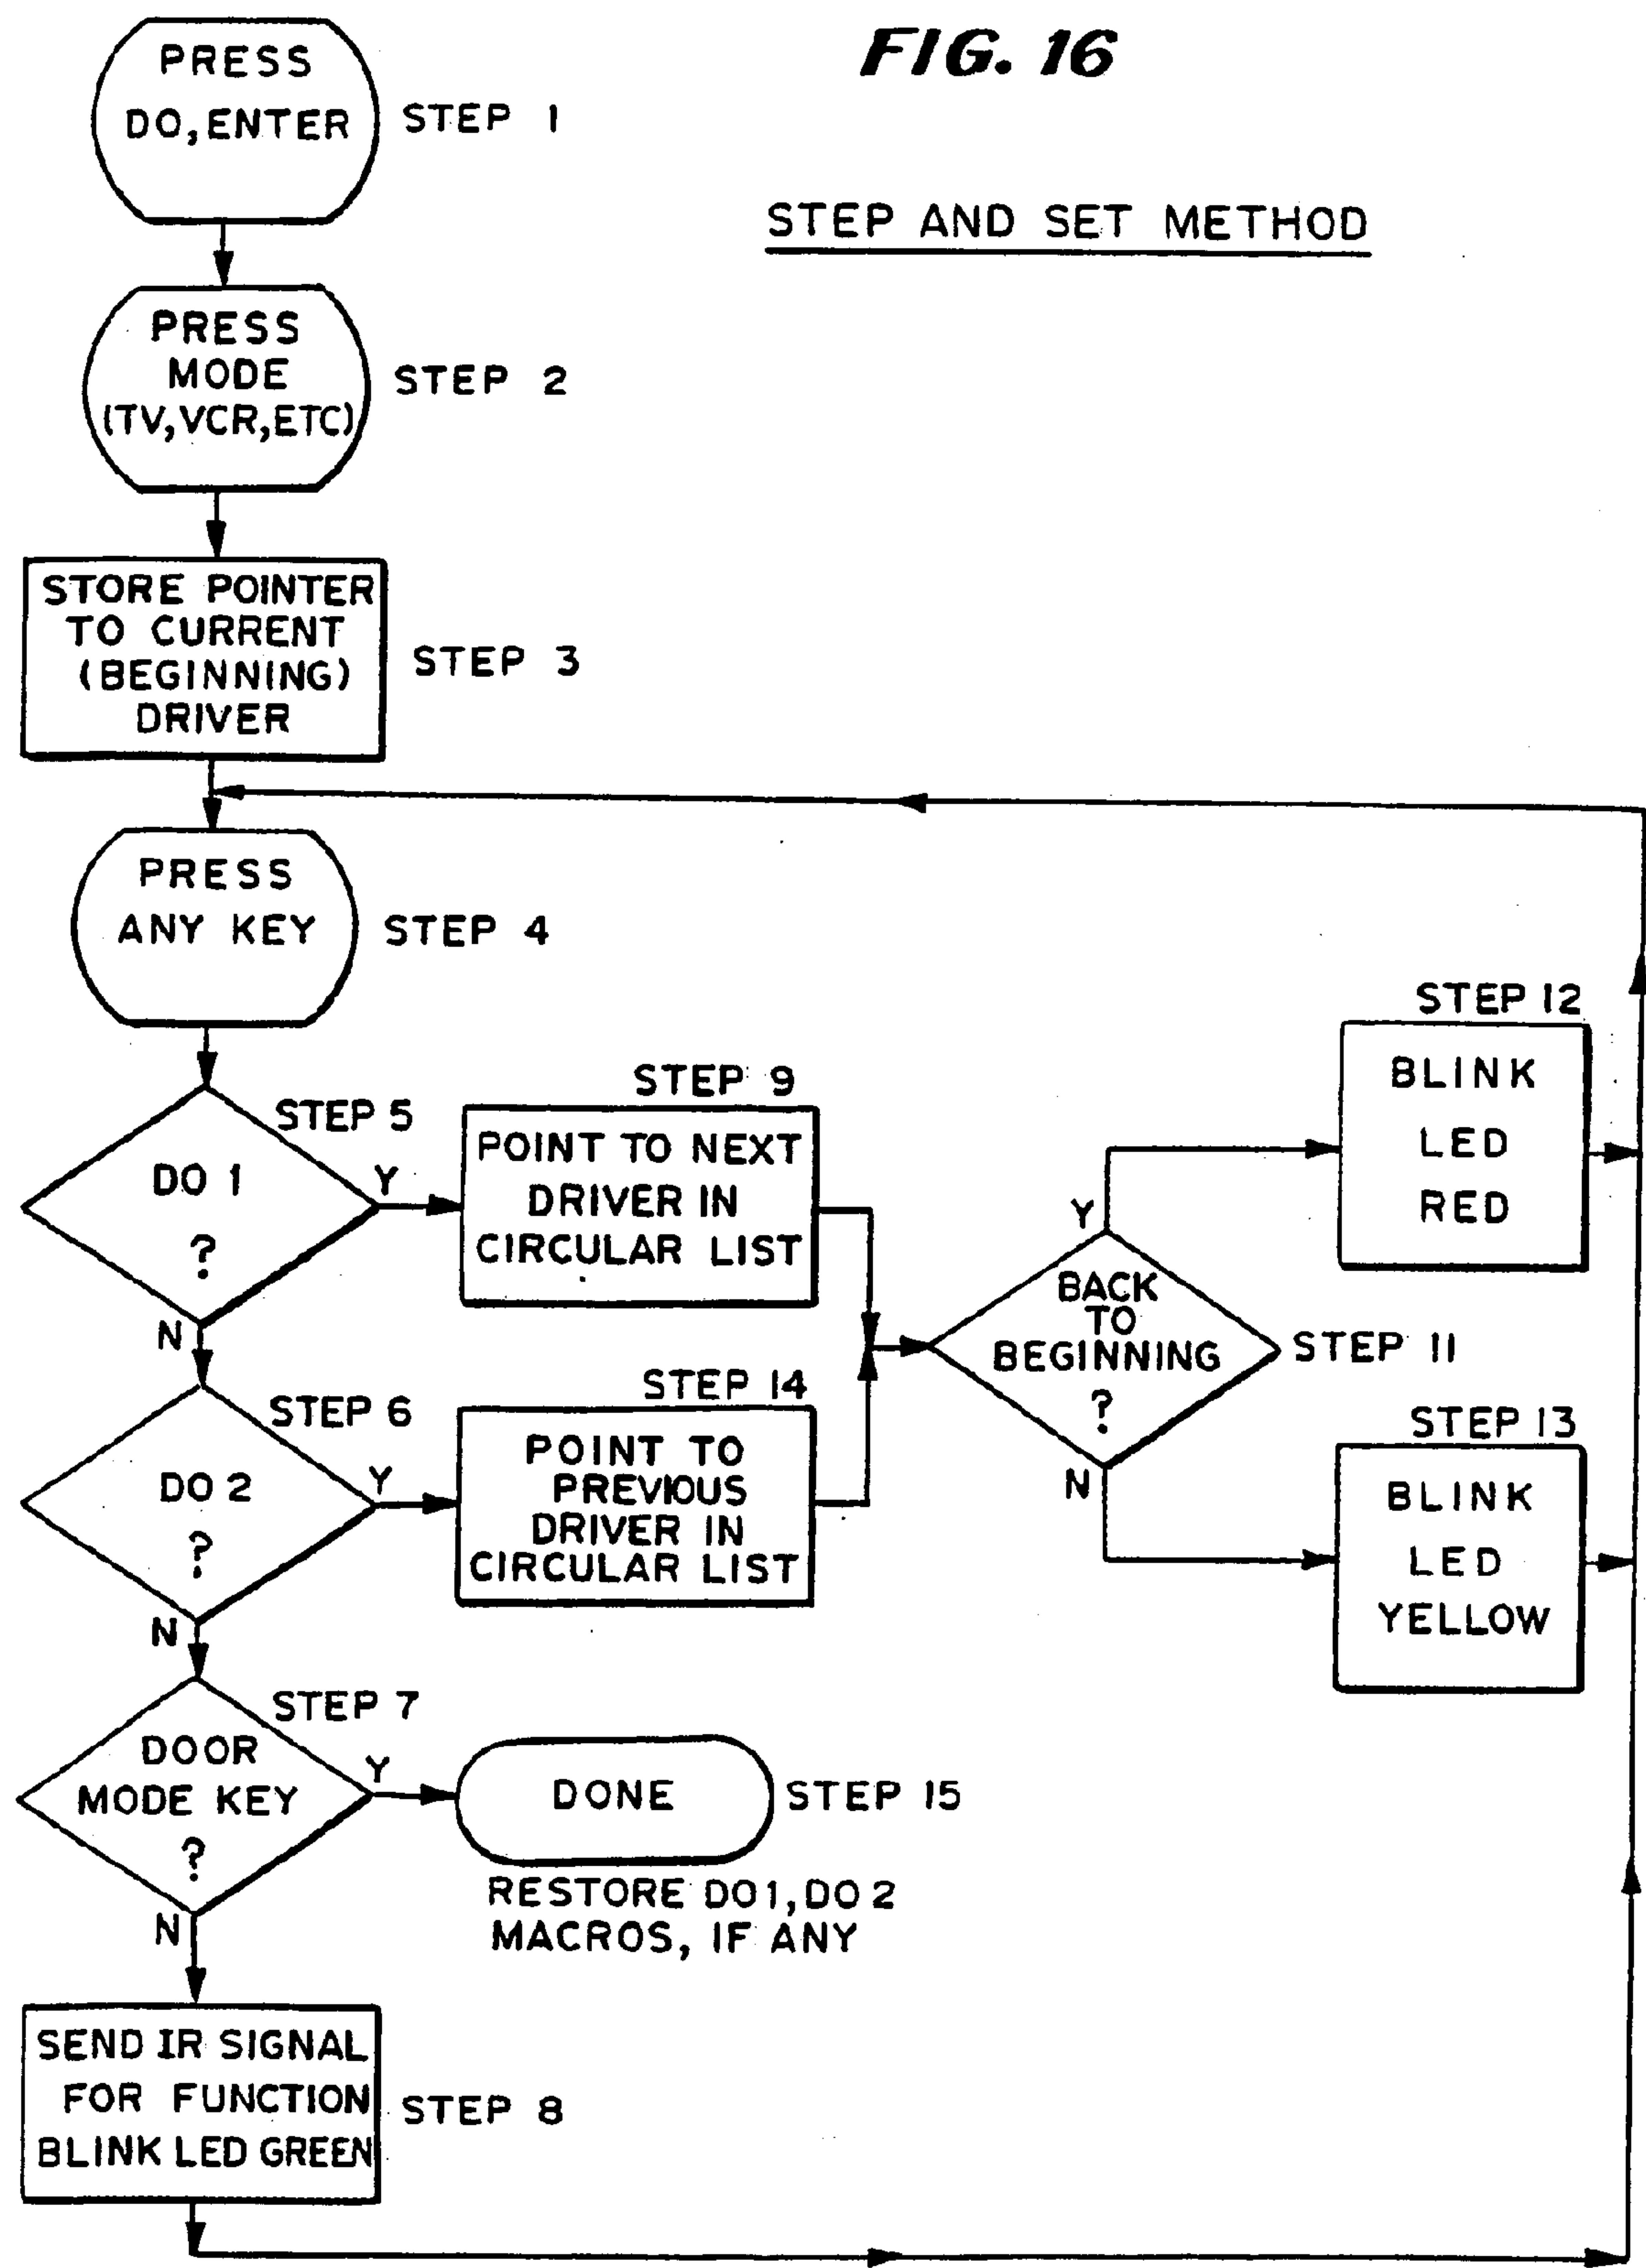 FIG. 16
STEP AND SET METHOD
PRESS
DO, ENTER
STEP 1
PRESS
MODE
(TV, VCR, ETC)
STEP 2
STORE POINTER
TO CURRENT
(BEGINNING)
DRIVER
STEP 3
PRESS
ANY KEY
STEP 4
STEP 5
DO 1
?
Y
N
STEP 9
POINT TO NEXT
DRIVER IN
CIRCULAR LIST
STEP 6
DO 2
?
Y
N
STEP 14
POINT TO
PREVIOUS
DRIVER IN
CIRCULAR LIST
BACK
TO
BEGINNING
?
STEP 11
Y
N
STEP 12
BLINK
LED
RED
STEP 13
BLINK
LED
YELLOW
STEP 7
DOOR
MODE KEY
?
Y
N
DONE
STEP 15
RESTORE DO1, DO 2
MACROS, IF ANY
SEND IR SIGNAL
FOR FUNCTION
BLINK LED GREEN
STEP 8